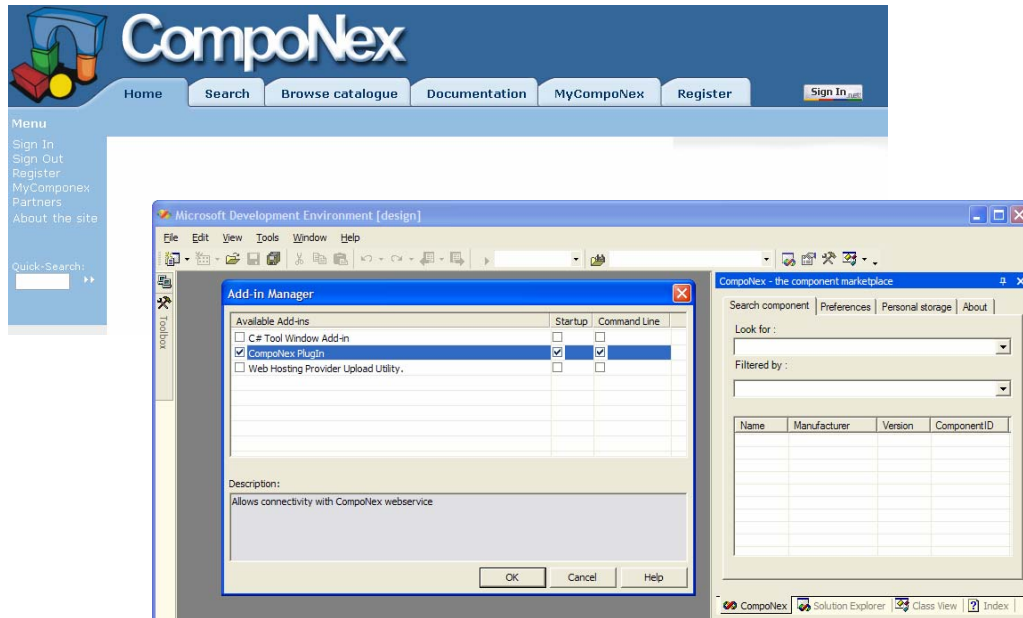 CompoNex
Home Search Browse catalogue Documentation MyCompoNex Register Sign In .net
Menu
Sign In
Sign Out
Register
MyComponex
Partners
About the site
Quick-Search:
Microsoft Development Environment [design]
File Edit View Tools Window Help
Toolbox
Add-in Manager
Available Add-ins Startup Command Line
C# Tool Window Add-in
CompoNex PlugIn
Web Hosting Provider Upload Utility.
Description:
Allows connectivity with CompoNex webservice
OK Cancel Help
CompoNex - the component marketplace
Search component Preferences Personal storage About
Look for :
Filtered by :
Name Manufacturer Version ComponentID
CompoNex Solution Explorer Class View Index